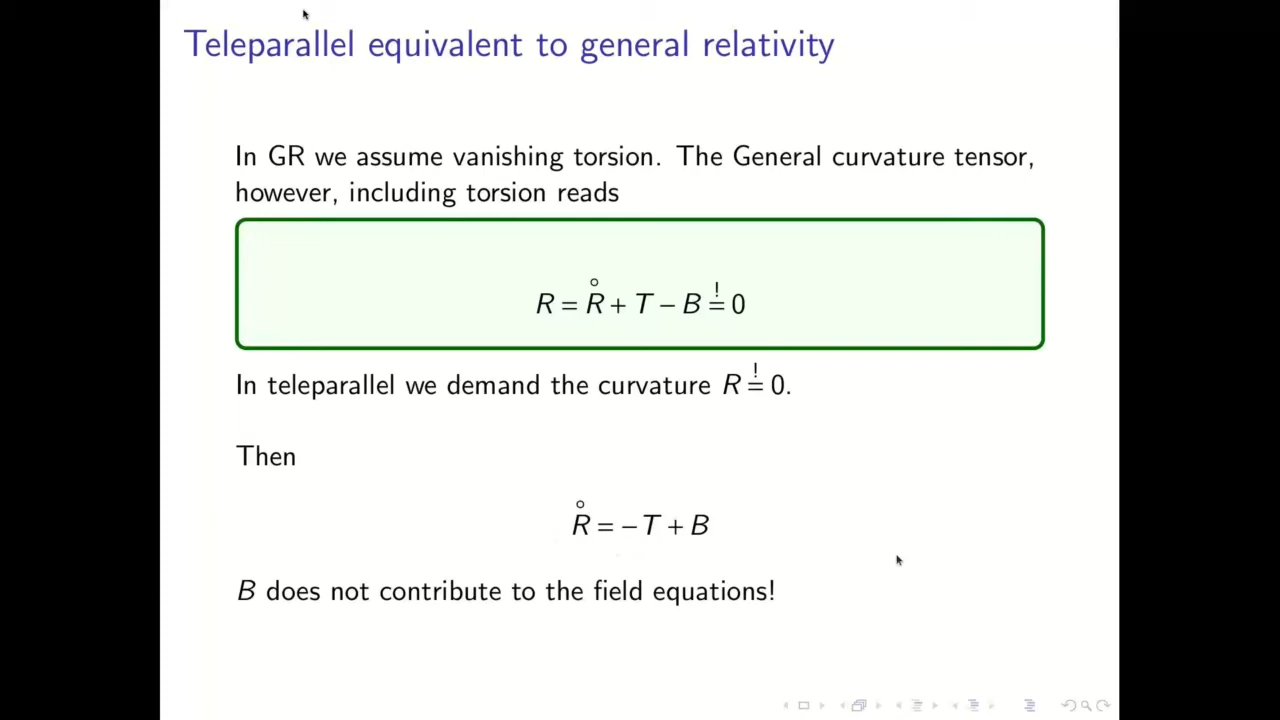 Teleparallel equivalent to general relativity
In GR we assume vanishing torsion. The General curvature tensor,
however, including torsion reads
R = R̊ + T − B =! 0
In teleparallel we demand the curvature R =! 0.
Then
R̊ = −T + B
B does not contribute to the field equations!